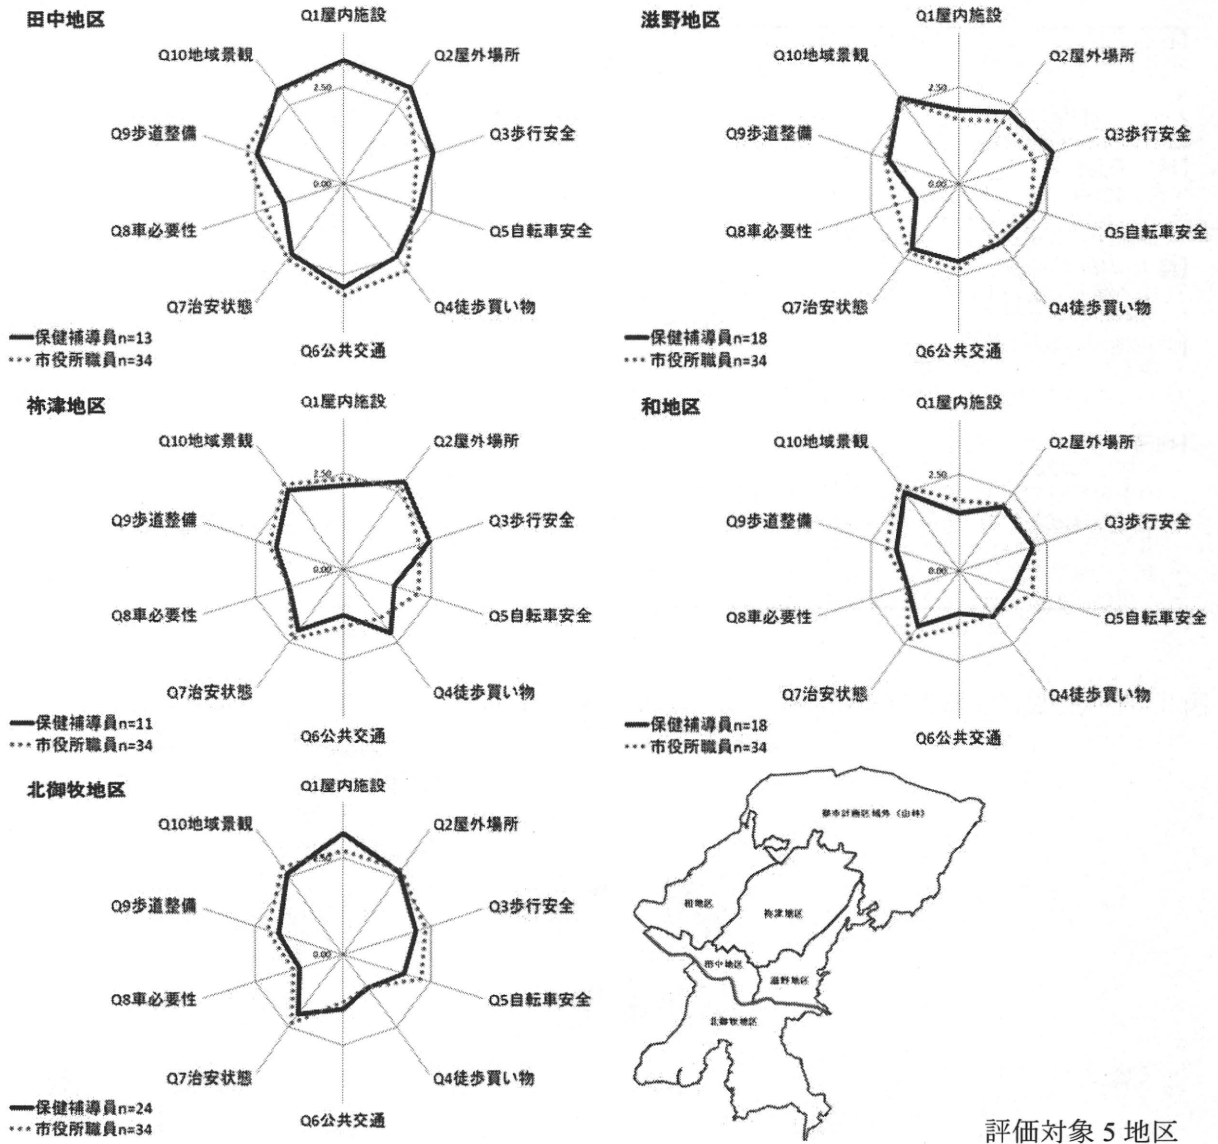 田中地区
Q1屋内施設
Q10地域景観
Q2屋外場所
2.50
Q9歩道整備
Q3歩行安全
0.00
Q8車必要性
Q5自転車安全
Q7治安状態
Q4徒歩買い物
保健補導員n=13
市役所職員n=34
Q6公共交通
滋野地区
Q1屋内施設
Q10地域景観
Q2屋外場所
2.50
Q9歩道整備
Q3歩行安全
0.00
Q8車必要性
Q5自転車安全
Q7治安状態
Q4徒歩買い物
保健補導員n=18
市役所職員n=34
Q6公共交通
祢津地区
Q1屋内施設
Q10地域景観
Q2屋外場所
2.50
Q9歩道整備
Q3歩行安全
0.00
Q8車必要性
Q5自転車安全
Q7治安状態
Q4徒歩買い物
保健補導員n=11
市役所職員n=34
Q6公共交通
和地区
Q1屋内施設
Q10地域景観
Q2屋外場所
2.50
Q9歩道整備
Q3歩行安全
0.00
Q8車必要性
Q5自転車安全
Q7治安状態
Q4徒歩買い物
保健補導員n=18
市役所職員n=34
Q6公共交通
北御牧地区
Q1屋内施設
Q10地域景観
Q2屋外場所
2.50
Q9歩道整備
Q3歩行安全
0.00
Q8車必要性
Q5自転車安全
Q7治安状態
Q4徒歩買い物
保健補導員n=24
市役所職員n=34
Q6公共交通
都市計画区域外（山林）
和地区
祢津地区
田中地区
滋野地区
北御牧地区
評価対象 5 地区